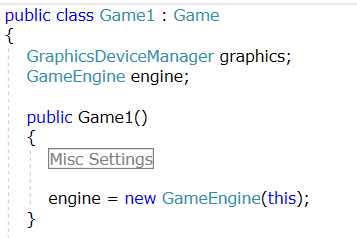 public class Game1 : Game
{
GraphicsDeviceManager graphics;
GameEngine engine;
public Game1()
{
Misc Settings
engine = new GameEngine(this);
}